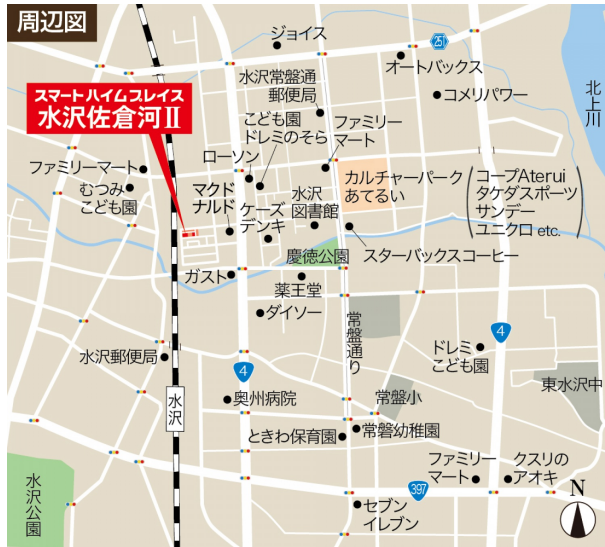 周辺図
ジョイス
251
オートバックス
北上川
スマートハイムプレイス
水沢佐倉河Ⅱ
水沢常盤通
郵便局
コメリパワー
こども園
ドレミのそら
ファミリー
マート
ローソン
ファミリーマート
むつみ
こども園
マクド
ナルド
ケーズ
デンキ
水沢
図書館
カルチャーパーク
あてるい
コープAterui
タケダスポーツ
サンデー
ユニクロ etc.
スターバックスコーヒー
慶徳公園
ガスト
薬王堂
ダイソー
常盤通り
4
水沢郵便局
4
ドレミ
こども園
水沢
奥州病院
常盤小
東水沢中
ときわ保育園
常磐幼稚園
水沢公園
ファミリー
マート
クスリの
アオキ
397
セブン
イレブン
N